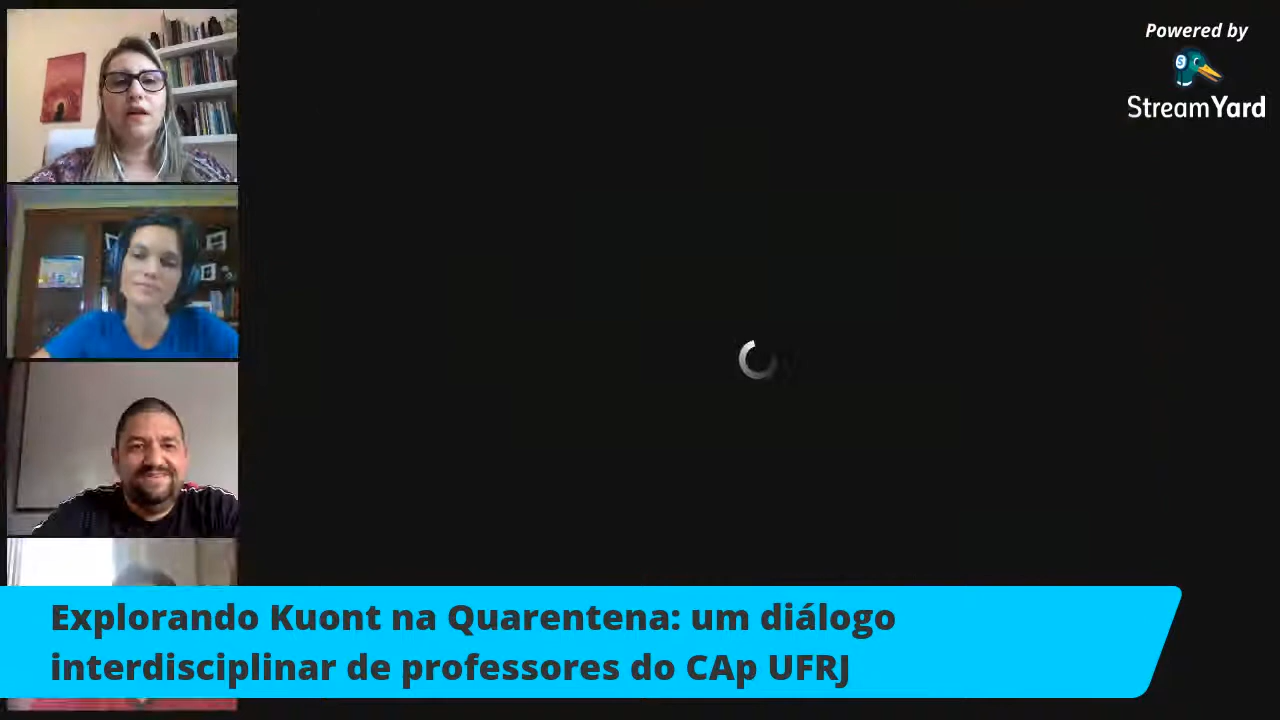 Powered by
StreamYard
Explorando Kuont na Quarentena: um diálogo
interdisciplinar de professores do CAp UFRJ